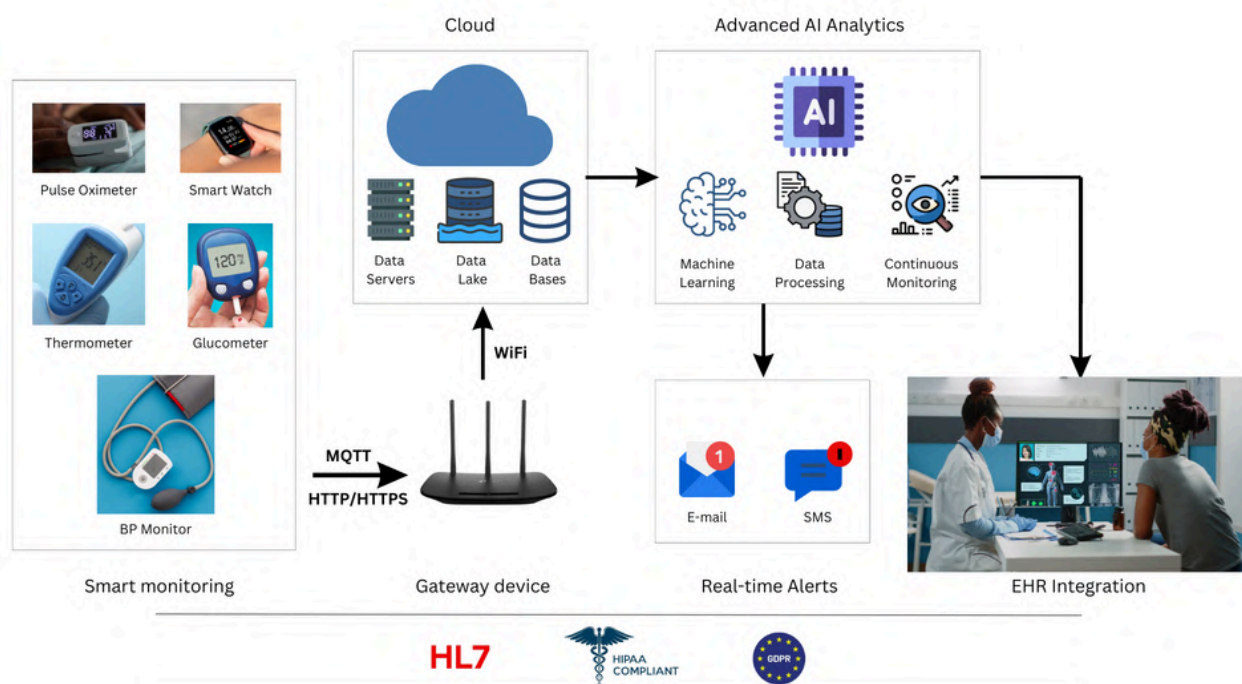 Cloud
Advanced AI Analytics
Pulse Oximeter
Smart Watch
Thermometer
120
Glucometer
BP Monitor
Smart monitoring
MQTT
HTTP/HTTPS
Gateway device
WiFi
Data
Servers
Data
Lake
Data
Bases
AI
Machine
Learning
Data
Processing
Continuous
Monitoring
1
E-mail
SMS
Real-time Alerts
EHR Integration
HL7
HIPAA
COMPLIANT
GDPR